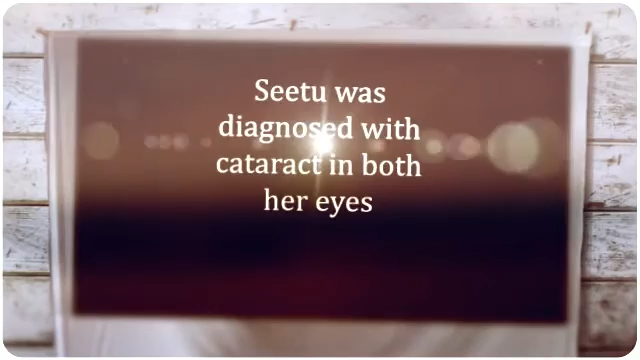 Seetu was
diagnosed with
cataract in both
her eyes